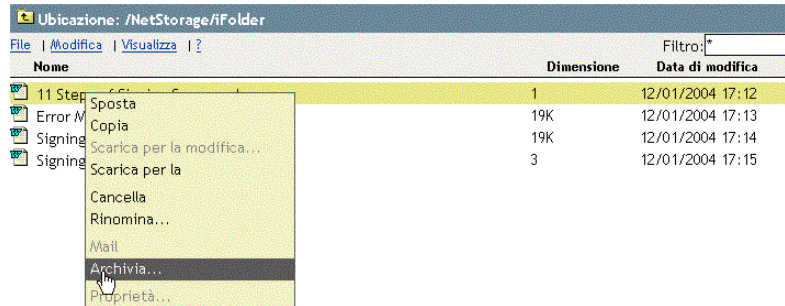 Ubicazione: /NetStorage/iFolder
File | Modifica | Visualizza | ? Filtro: *
Nome Dimensione Data di modifica
11 Step 1 12/01/2004 17:12
Error M 19K 12/01/2004 17:13
Signing 19K 12/01/2004 17:14
Signing 3 12/01/2004 17:15
Sposta
Copia
Scarica per la modifica...
Scarica per la
Cancella
Rinomina...
Mail
Archivia...
Proprietà...